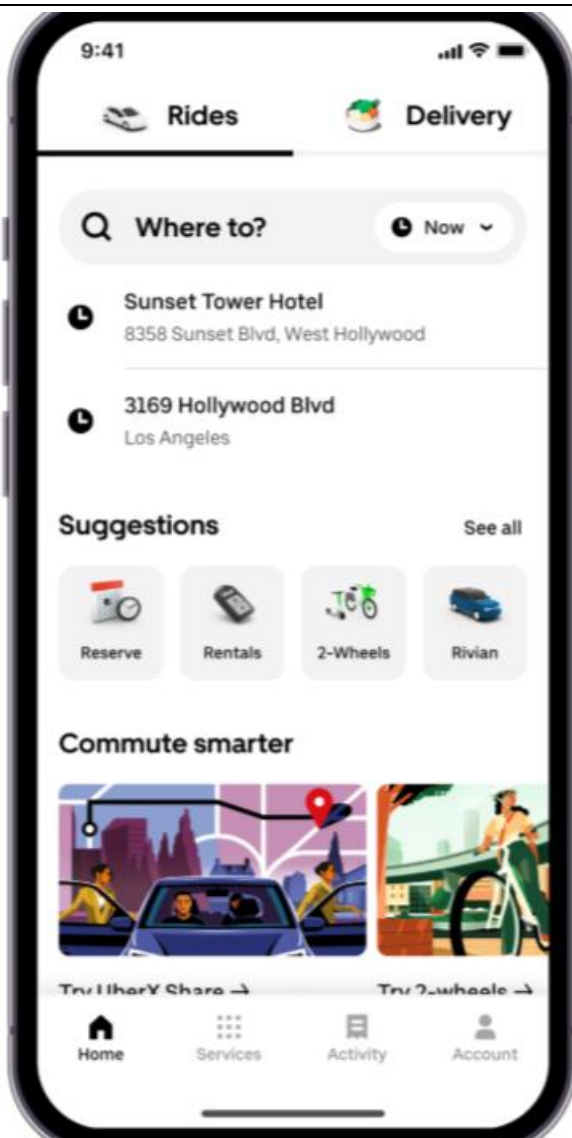 9:41
Rides
Delivery
Where to?
Now
Sunset Tower Hotel
8358 Sunset Blvd, West Hollywood
3169 Hollywood Blvd
Los Angeles
Suggestions
See all
Reserve
Rentals
2-Wheels
Rivian
Commute smarter
Try UberX Share →
Try 2-wheels →
Home
Services
Activity
Account